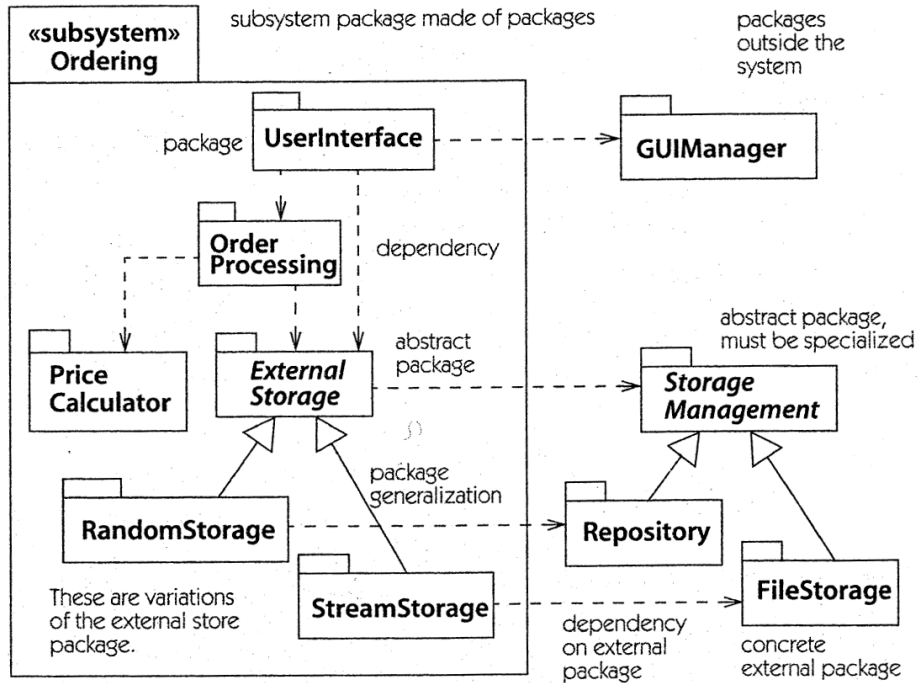 «subsystem»
Ordering
subsystem package made of packages
packages
outside the
system
package
UserInterface
GUIManager
Order
Processing
dependency
Price
Calculator
External
Storage
abstract
package
abstract package,
must be specialized
Storage
Management
package
generalization
RandomStorage
Repository
StreamStorage
FileStorage
These are variations
of the external store
package.
dependency
on external
package
concrete
external package